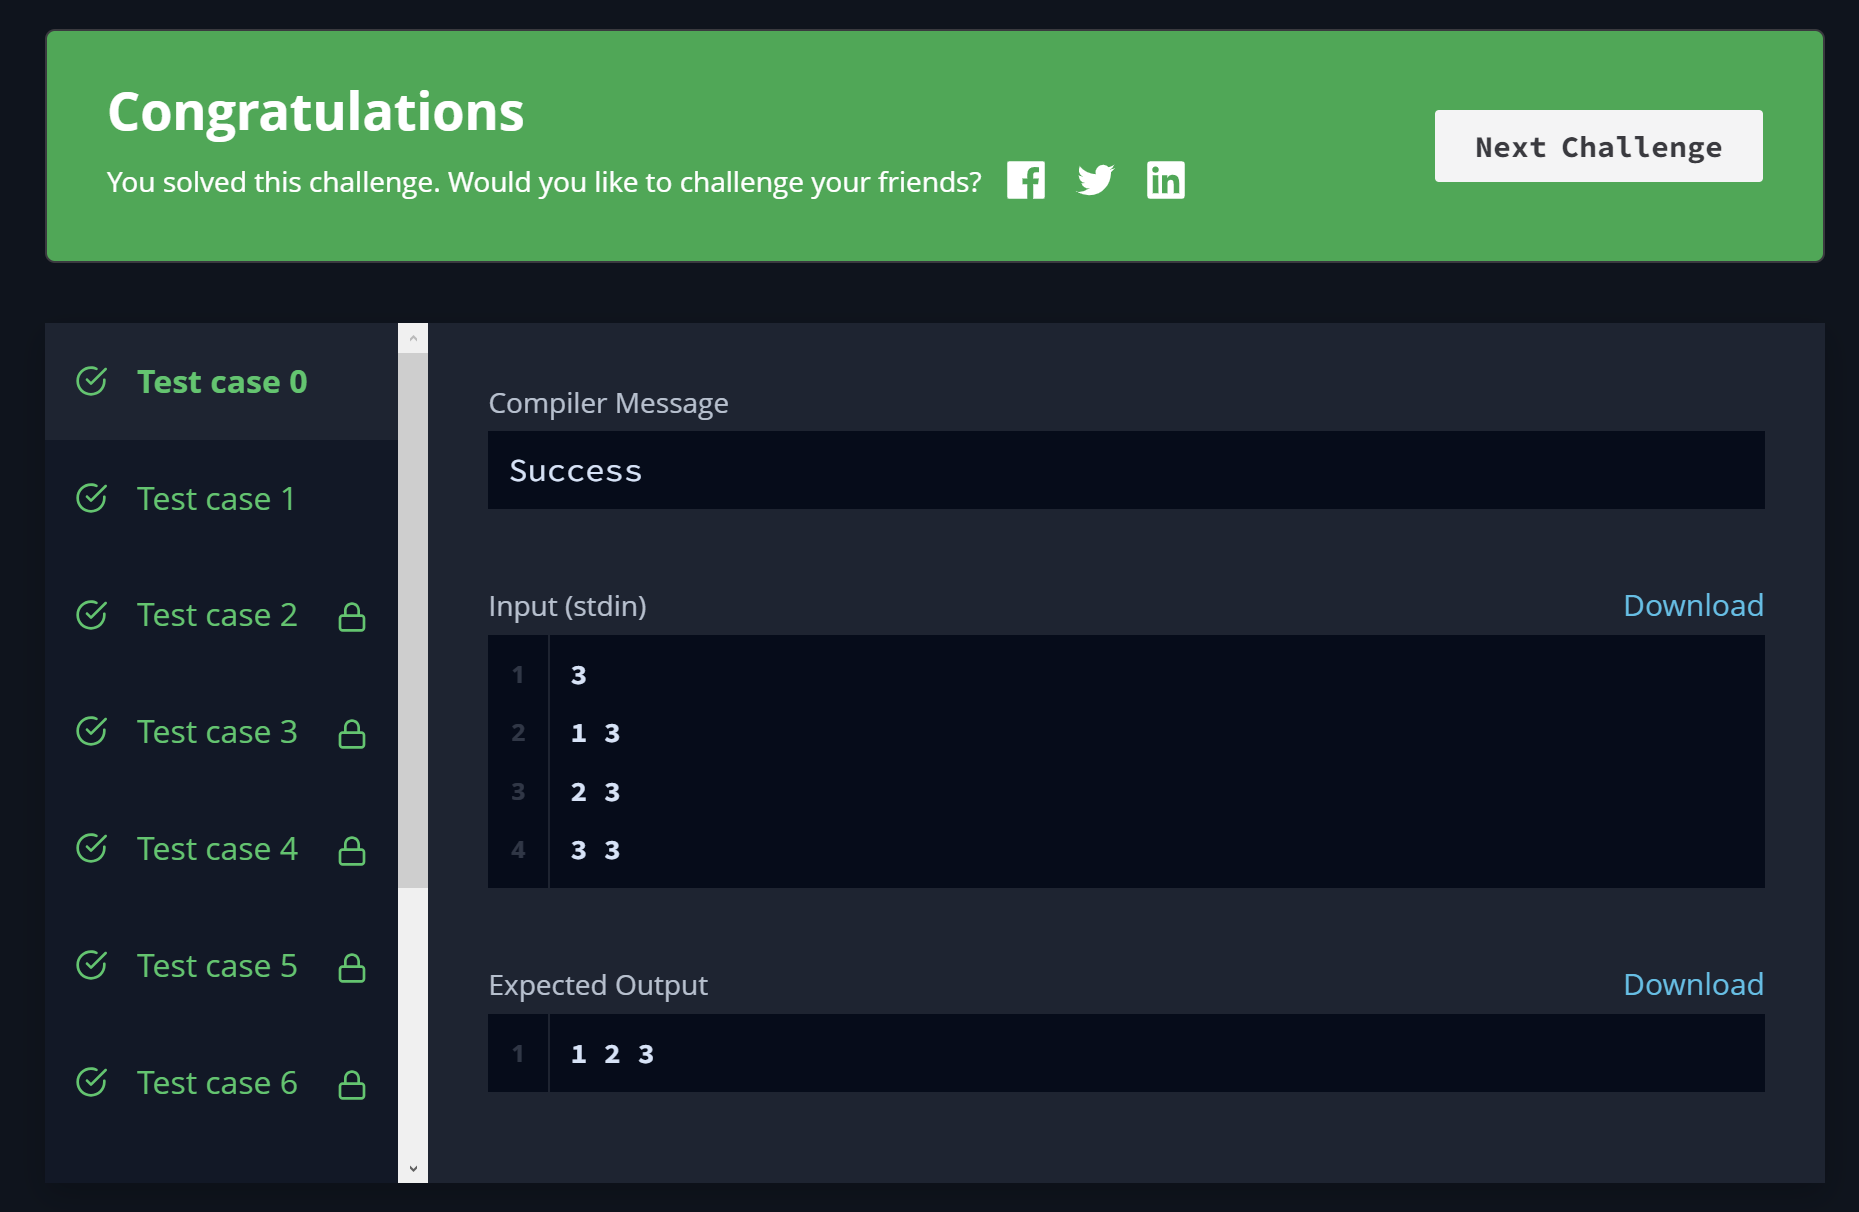 Congratulations
You solved this challenge. Would you like to challenge your friends?
Next Challenge
Test case 0
Test case 1
Test case 2
Test case 3
Test case 4
Test case 5
Test case 6
Compiler Message
Success
Input (stdin)
Download
1 3
2 1 3
3 2 3
4 3 3
Expected Output
Download
1 1 2 3